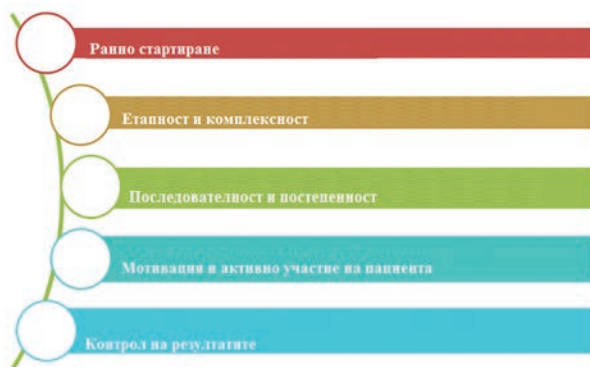 Ранно стартиране
Етапност и комплексност
Последователност и постепенност
Мотивация и активно участие на пациента
Контрол на резултатите